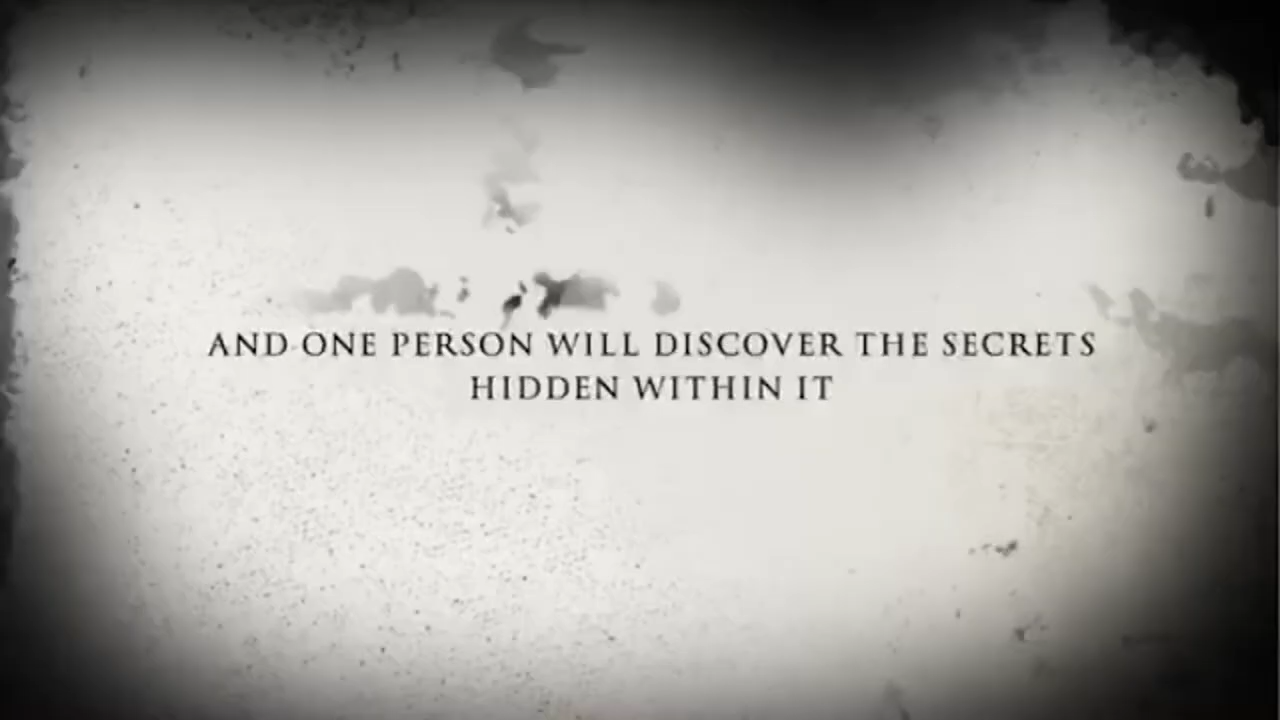 AND ONE PERSON WILL DISCOVER THE SECRETS
HIDDEN WITHIN IT